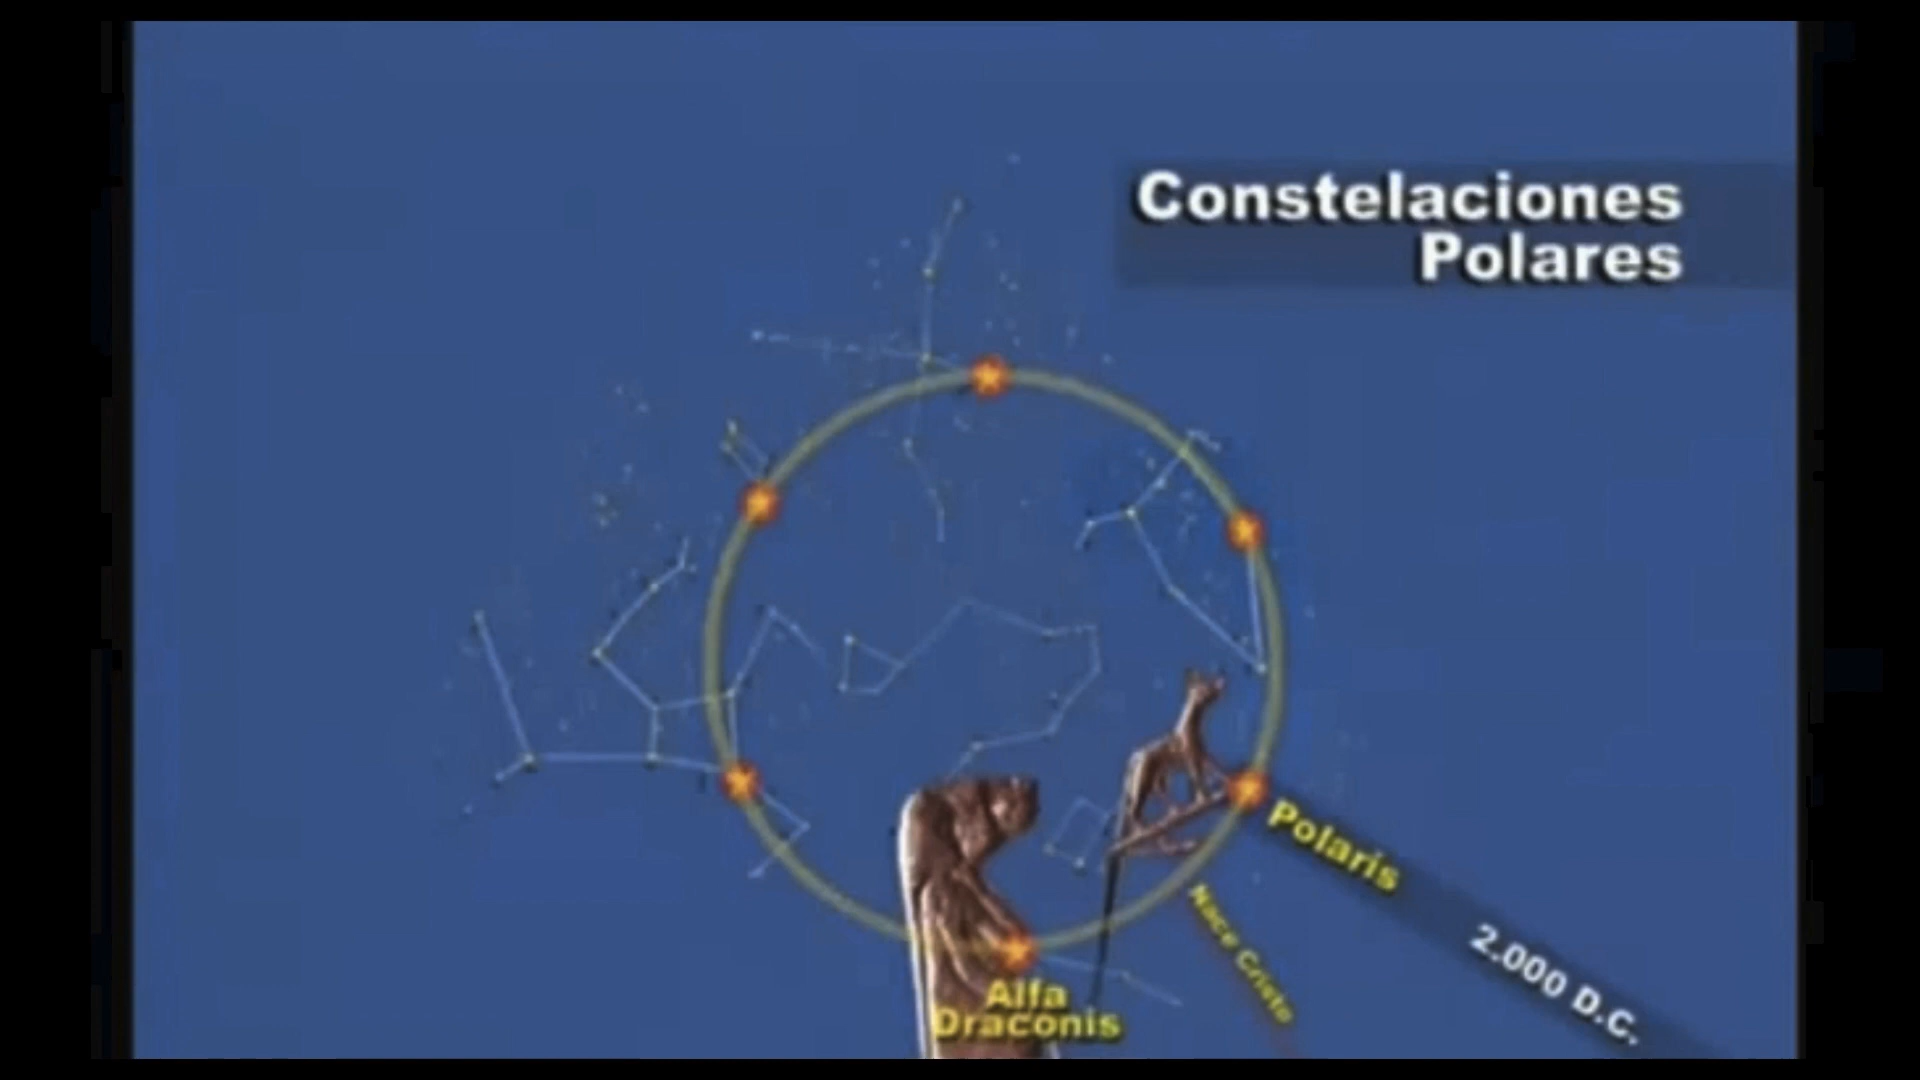 Constelaciones
Polares
Polaris
2.000 D.C.
Nace Cristo
Alfa
Draconis